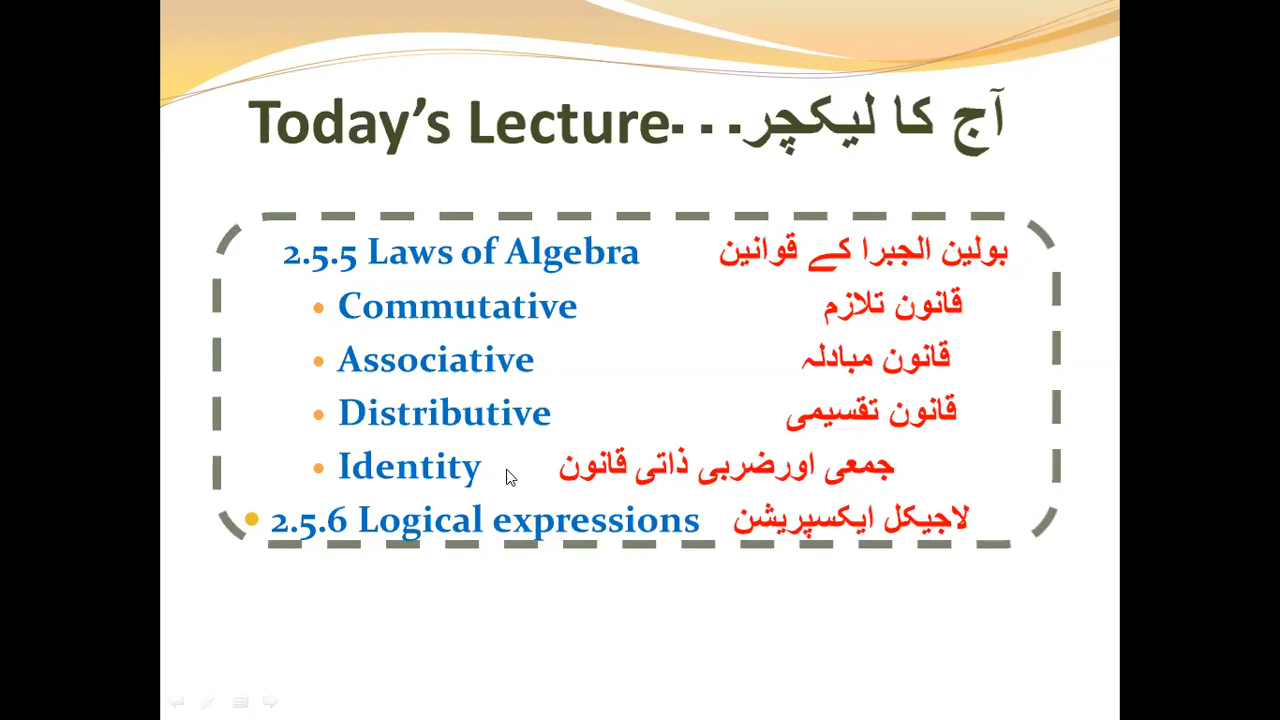 Today's Lecture---آج کا لیکچر
2.5.5 Laws of Algebra بولین الجبرا کے قوانین
• Commutative قانون تلازم
• Associative قانون مبادلہ
• Distributive قانون تقسیمی
• Identity جمعی اورضربی ذاتی قانون
• 2.5.6 Logical expressions لاجیکل ایکسپریشن